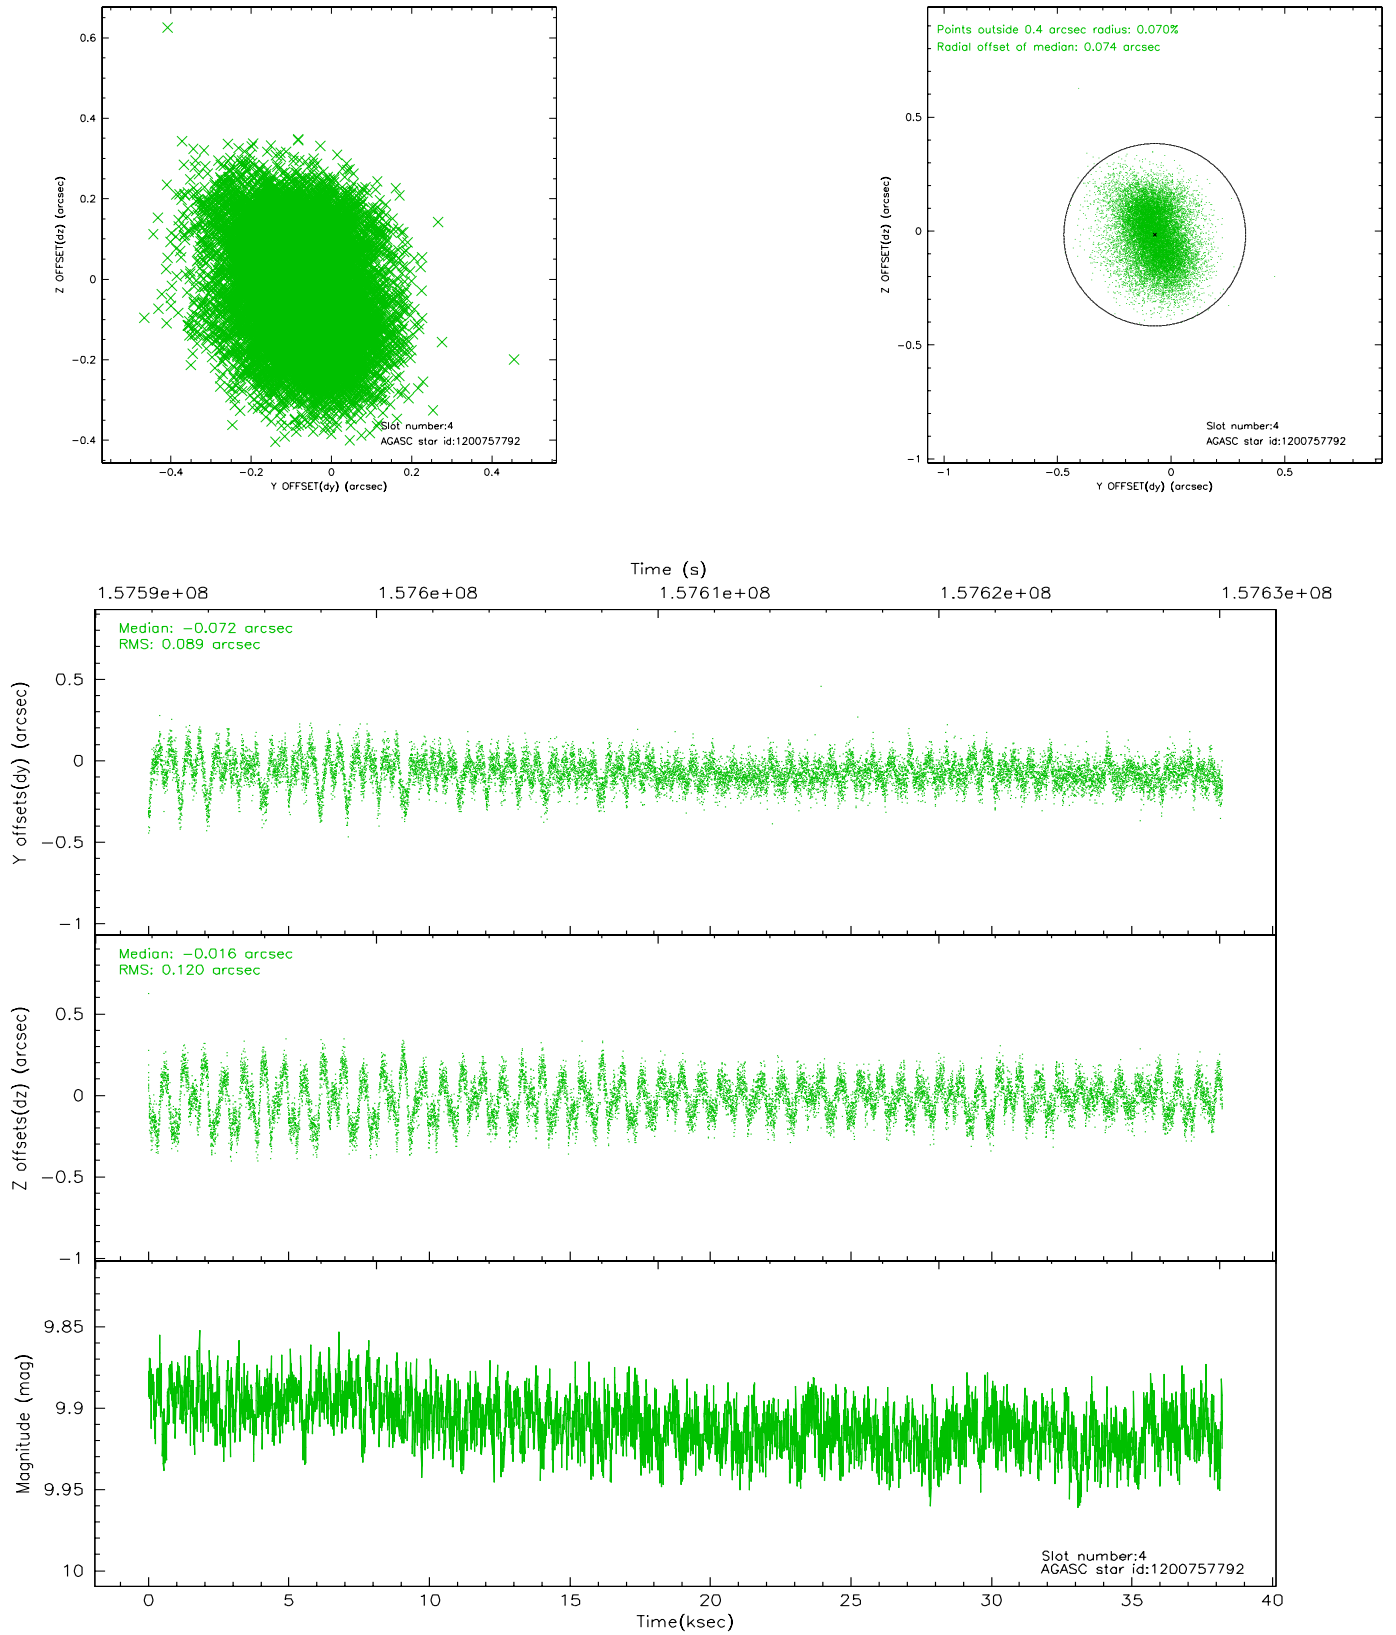 0.6
0.4
0.2
0
−0.2
−0.4
Z OFFSET(dz) (arcsec)
−0.4 −0.2 0 0.2 0.4
Y OFFSET(dy) (arcsec)
Slot number:4
AGASC star id:1200757792
Points outside 0.4 arcsec radius: 0.070%
Radial offset of median: 0.074 arcsec
0.5
0
−0.5
−1
Z OFFSET(dz) (arcsec)
−1 −0.5 0 0.5
Y OFFSET(dy) (arcsec)
Slot number:4
AGASC star id:1200757792
Time (s)
1.5759e+08 1.576e+08 1.5761e+08 1.5762e+08 1.5763e+08
Median: −0.072 arcsec
RMS: 0.089 arcsec
0.5
0
−0.5
−1
Y offsets(dy) (arcsec)
Median: −0.016 arcsec
RMS: 0.120 arcsec
0.5
0
−0.5
−1
Z offsets(dz) (arcsec)
9.85
9.9
9.95
10
Magnitude (mag)
Slot number:4
AGASC star id:1200757792
0 5 10 15 20 25 30 35 40
Time(ksec)